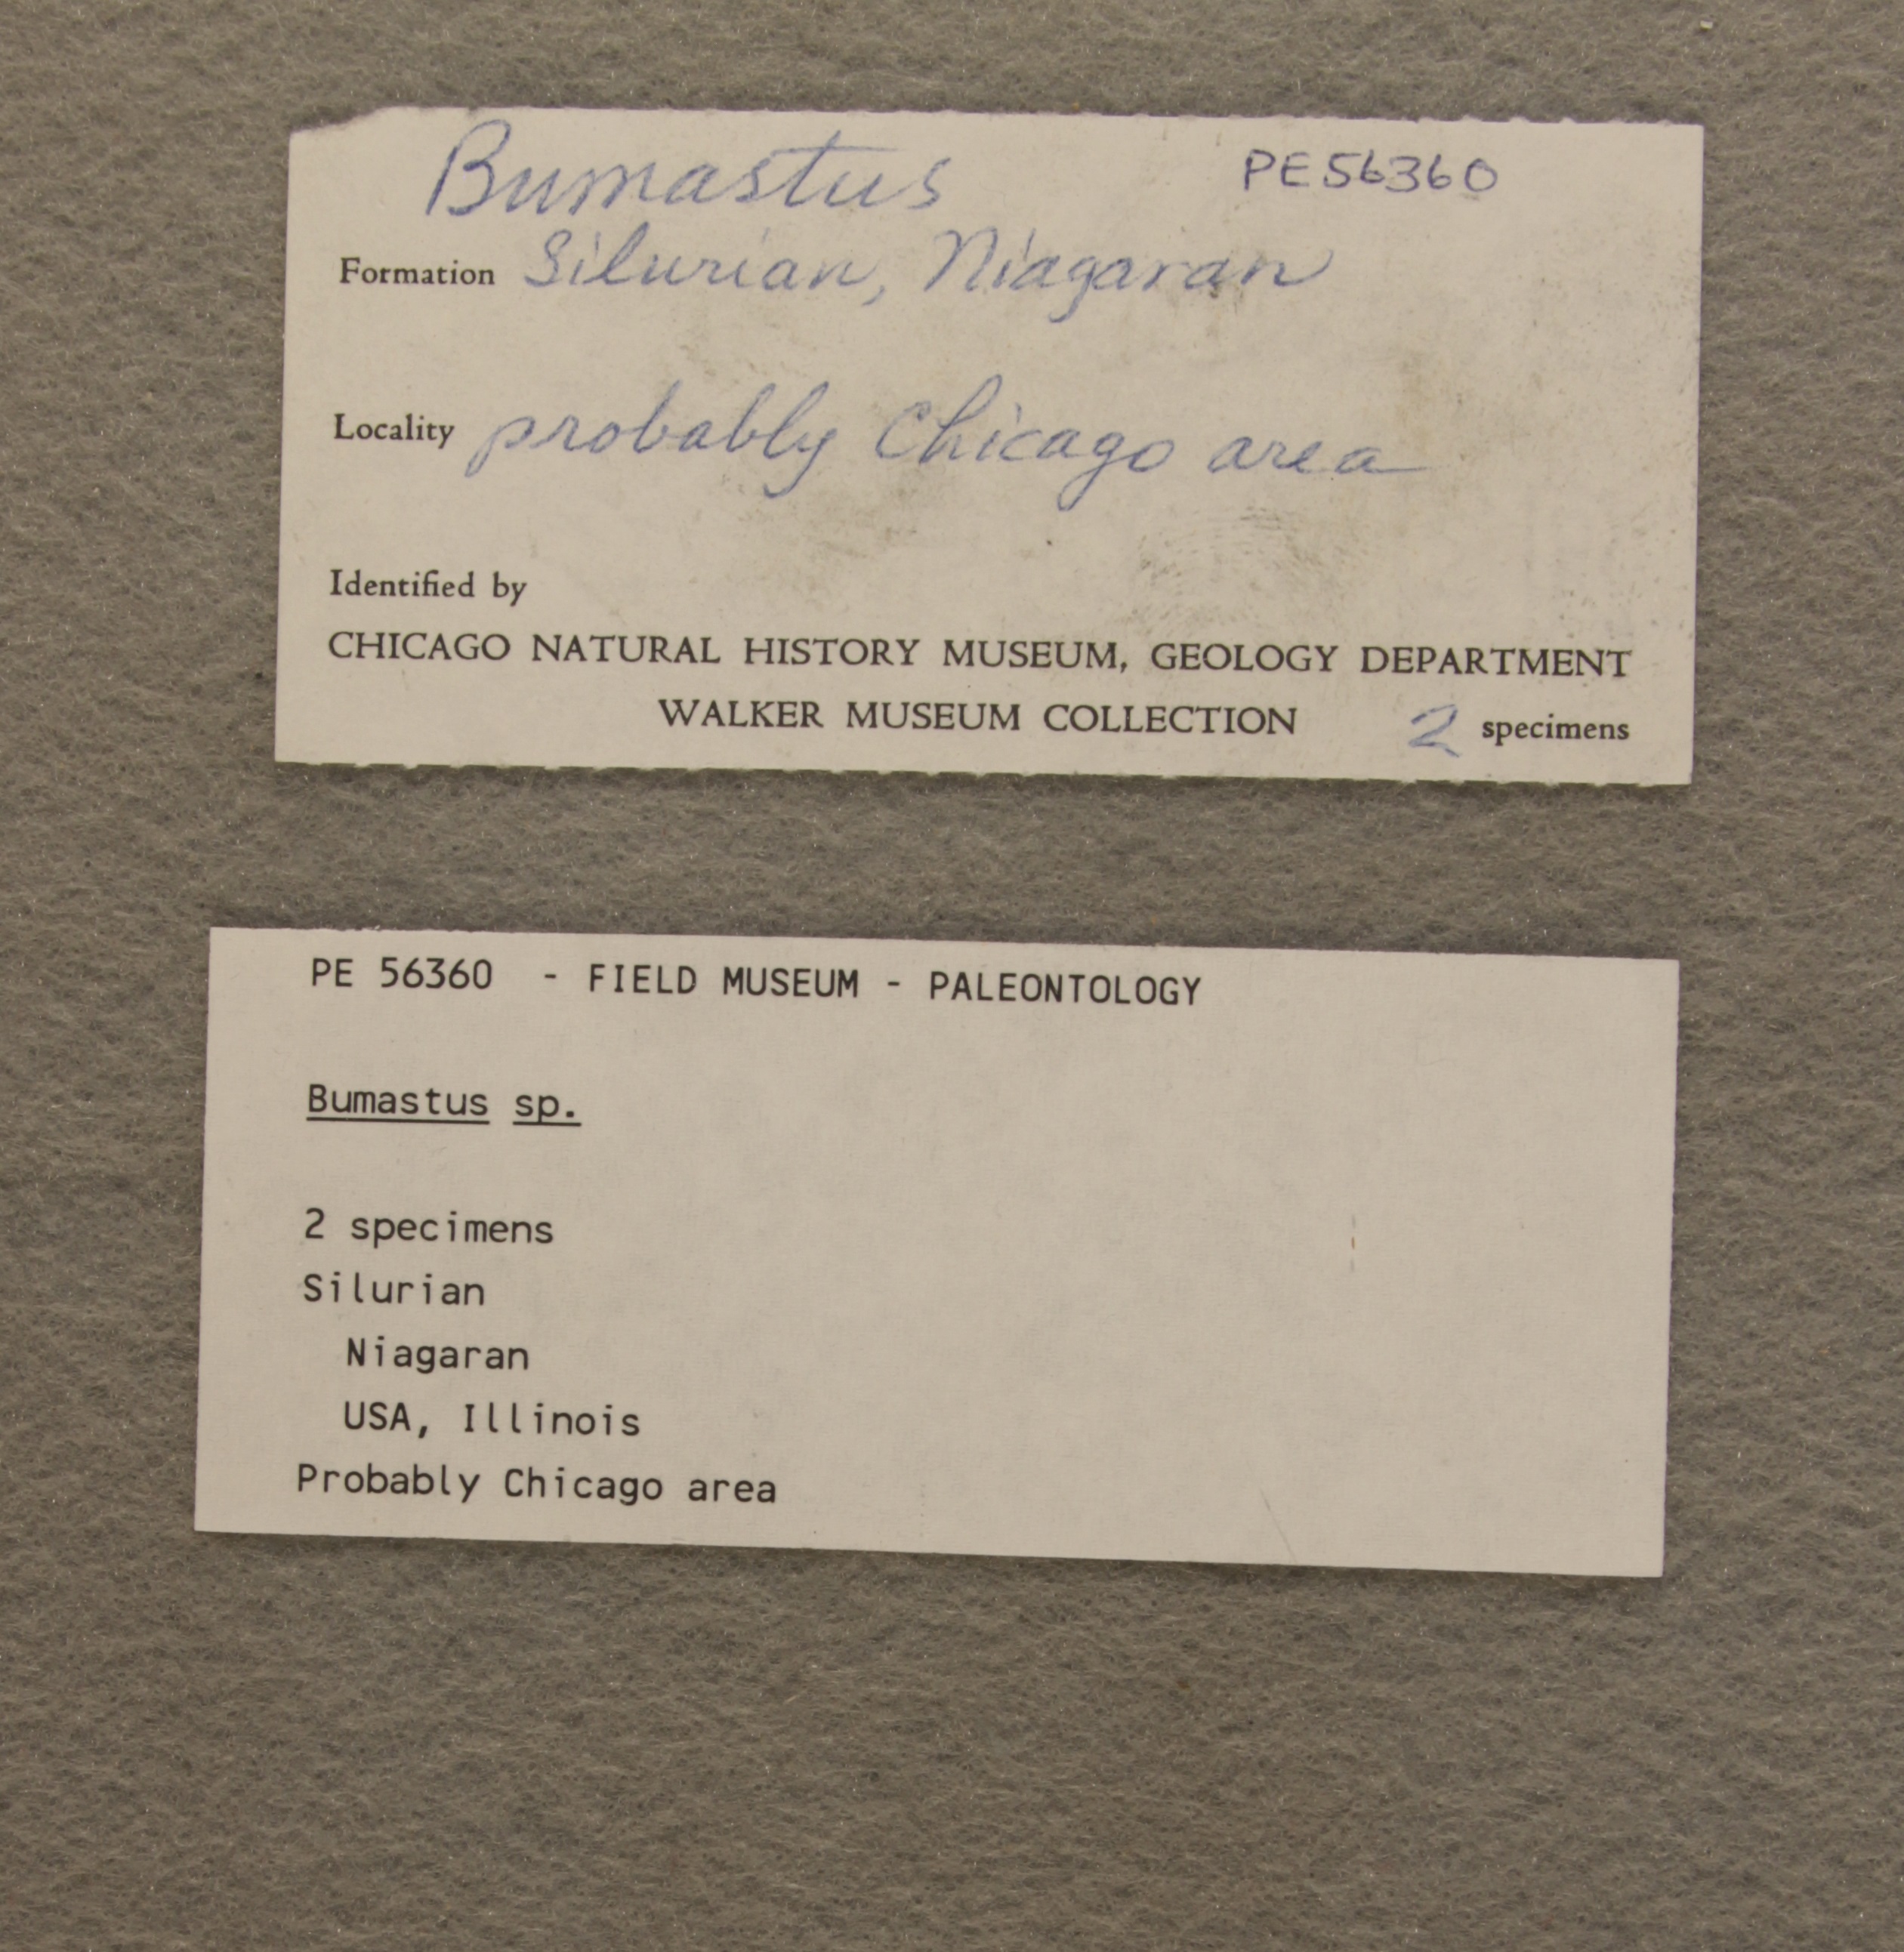 Bumastus PE56360
Formation Silurian, Niagaran
Locality probably Chicago area
Identified by
CHICAGO NATURAL HISTORY MUSEUM, GEOLOGY DEPARTMENT
WALKER MUSEUM COLLECTION 2 specimens
PE 56360 - FIELD MUSEUM - PALEONTOLOGY
Bumastus sp.
2 specimens
Silurian
Niagaran
USA, Illinois
Probably Chicago area